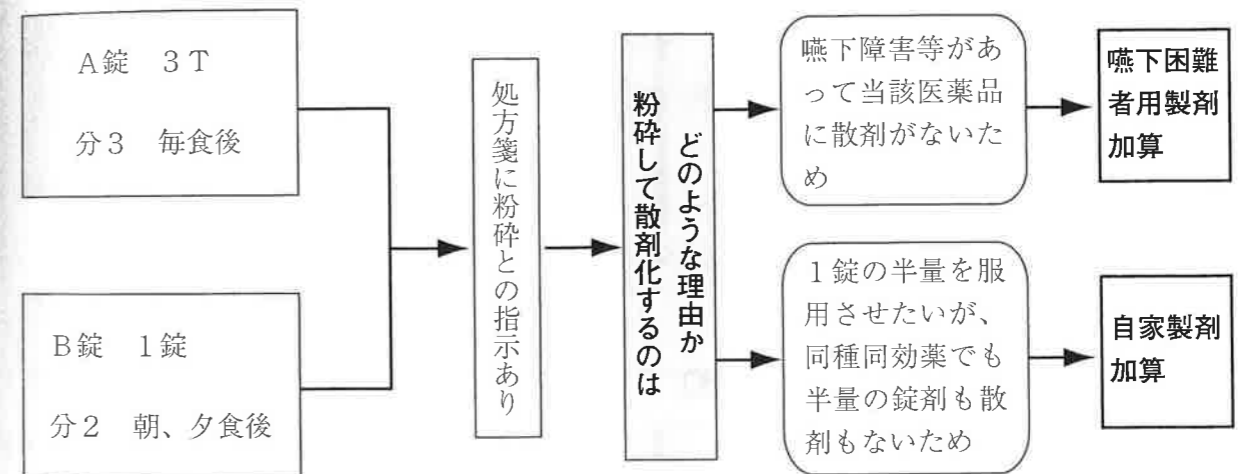 A錠 3T
分3 毎食後
B錠 1錠
分2 朝、夕食後
処方箋に粉砕との指示あり
粉砕して散剤化するのは
どのような理由か
嚥下障害等があ
って当該医薬品
に散剤がないた
め
嚥下困難
者用製剤
加算
1錠の半量を服
用させたいが、
同種同効薬でも
半量の錠剤も散
剤もないため
自家製剤
加算